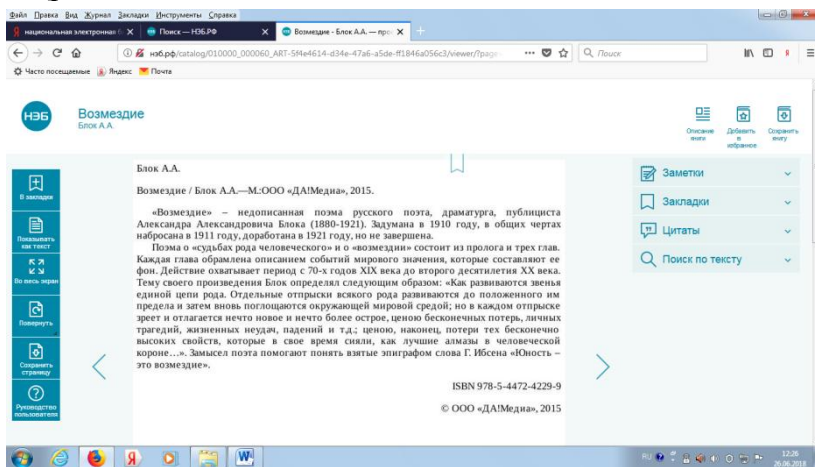 Файл Правка Вид Журнал Закладки Инструменты Справка
национальная электронная б
Поиск — НЭБ.РФ
Возмездие - Блок А.А. — про
нэб.рф/catalog/010000_000060_ART-5f4e4614-d34e-47a6-a5de-ff1846a056c3/viewer/?page
Поиск
Часто посещаемые Яндекс Почта
НЭБ
Возмездие
Блок А.А.
Описание книги
Добавить в избранное
Сохранить книгу
В закладки
Показывать как текст
Во весь экран
Повернуть
Сохранить страницу
Руководство пользователя
Блок А.А.
Возмездие / Блок А.А.—М.:ООО «ДА!Медиа», 2015.
«Возмездие» – недописанная поэма русского поэта, драматурга, публициста
Александра Александровича Блока (1880-1921). Задумана в 1910 году, в общих чертах
набросана в 1911 году, доработана в 1921 году, но не завершена.
Поэма о «судьбах рода человеческого» и о «возмездии» состоит из пролога и трех глав.
Каждая глава обрамлена описанием событий мирового значения, которые составляют ее
фон. Действие охватывает период с 70-х годов XIX века до второго десятилетия XX века.
Тему своего произведения Блок определял следующим образом: «Как развиваются звенья
единой цепи рода. Отдельные отпрыски всякого рода развиваются до положенного им
предела и затем вновь поглощаются окружающей мировой средой; но в каждом отпрыске
зреет и отлагается нечто новое и нечто более острое, ценою бесконечных потерь, личных
трагедий, жизненных неудач, падений и т.д.; ценою, наконец, потери тех бесконечно
высоких свойств, которые в свое время сияли, как лучшие алмазы в человеческой
короне…». Замысел поэта помогают понять взятые эпиграфом слова Г. Ибсена «Юность –
это возмездие».
ISBN 978-5-4472-4229-9
© ООО «ДА!Медиа», 2015
Заметки
Закладки
Цитаты
Поиск по тексту
RU
12:26
26.06.2018